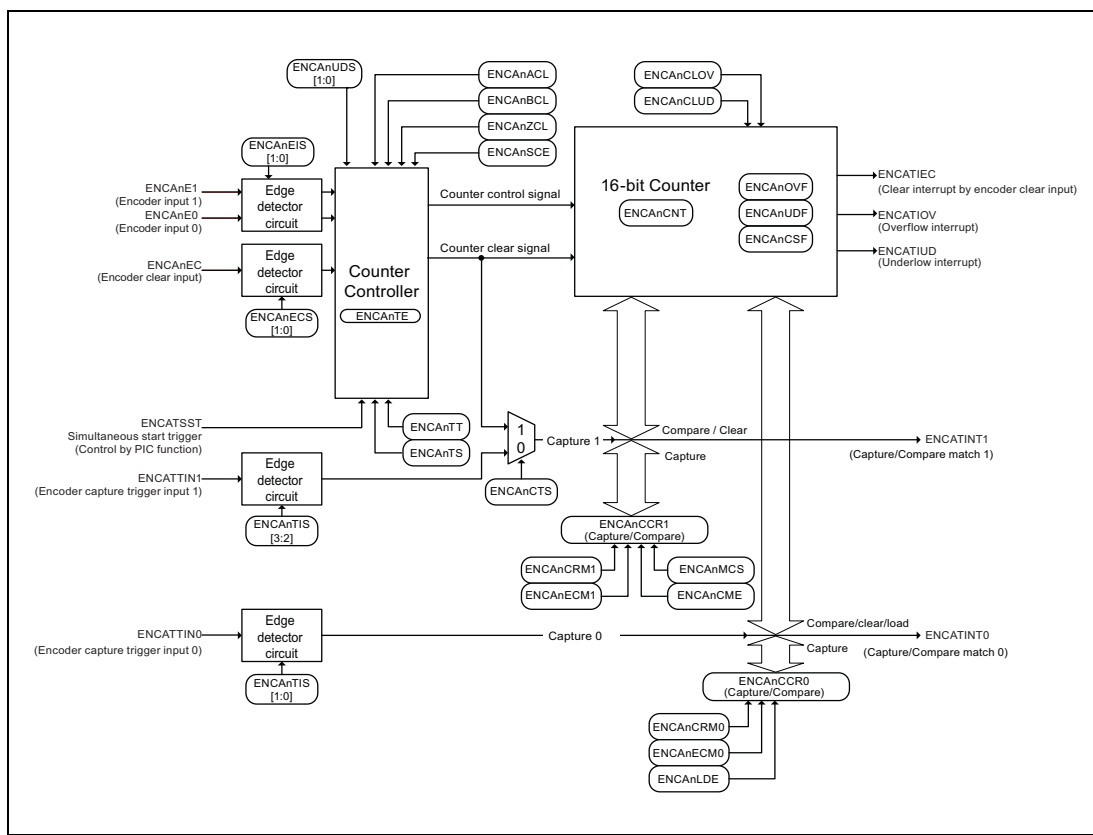 ENCAnUDS
[1:0]
ENCAnACL
ENCAnBCL
ENCAnZCL
ENCAnSCE
ENCAnCLOV
ENCAnCLUD
ENCAnEIS
[1:0]
ENCAnE1
(Encoder input 1)
ENCAnE0
(Encoder input 0)
Edge
detector
circuit
ENCAnEC
(Encoder clear input)
Edge
detector
circuit
ENCAnECS
[1:0]
Counter
Controller
ENCAnTE
Counter control signal
Counter clear signal
16-bit Counter
ENCAnCNT
ENCAnOVF
ENCAnUDF
ENCAnCSF
ENCATIEC
(Clear interrupt by encoder clear input)
ENCATIOV
(Overflow interrupt)
ENCATIUD
(Underlow interrupt)
ENCATSST
Simultaneous start trigger
(Control by PIC function)
ENCAnTT
ENCAnTS
1
0
Capture 1
ENCAnCTS
Compare / Clear
Capture
ENCATINT1
(Capture/Compare match 1)
ENCATTIN1
(Encoder capture trigger input 1)
Edge
detector
circuit
ENCAnTIS
[3:2]
ENCAnCCR1
(Capture/Compare)
ENCAnCRM1
ENCAnECM1
ENCAnMCS
ENCAnCME
ENCATTIN0
(Encoder capture trigger input 0)
Edge
detector
circuit
ENCAnTIS
[1:0]
Capture 0
Compare/clear/load
Capture
ENCATINT0
(Capture/Compare match 0)
ENCAnCCR0
(Capture/Compare)
ENCAnCRM0
ENCAnECM0
ENCAnLDE